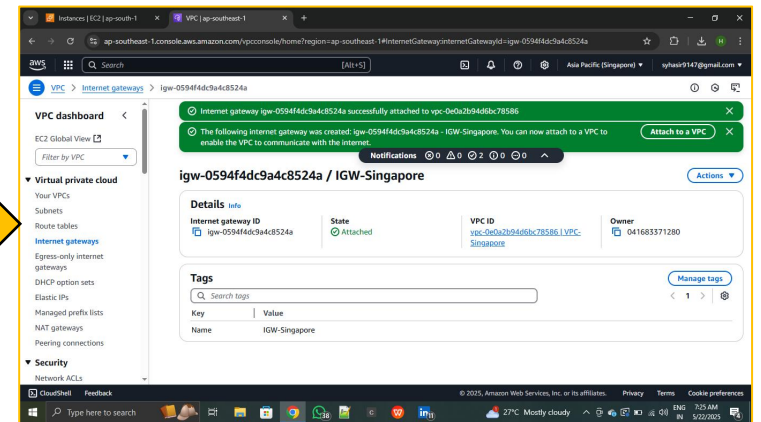 Instances | EC2 | ap-south-1
VPC | ap-southeast-1
ap-southeast-1.console.aws.amazon.com/vpcconsole/home?region=ap-southeast-1#InternetGateway:internetGatewayId=igw-0594f4dc9a4c8524a
aws
Search
[Alt+S]
Asia Pacific (Singapore)
syhasir9147@gmail.com
VPC > Internet gateways > igw-0594f4dc9a4c8524a
VPC dashboard
EC2 Global View
Filter by VPC
Virtual private cloud
Your VPCs
Subnets
Route tables
Internet gateways
Egress-only internet
gateways
DHCP option sets
Elastic IPs
Managed prefix lists
NAT gateways
Peering connections
Security
Network ACLs
Internet gateway igw-0594f4dc9a4c8524a successfully attached to vpc-0e0a2b94d6bc78586
The following internet gateway was created: igw-0594f4dc9a4c8524a - IGW-Singapore. You can now attach to a VPC to
enable the VPC to communicate with the internet.
Attach to a VPC
Notifications 0 0 2 0 0
igw-0594f4dc9a4c8524a / IGW-Singapore
Actions
Details Info
Internet gateway ID
igw-0594f4dc9a4c8524a
State
Attached
VPC ID
vpc-0e0a2b94d6bc78586 | VPC-
Singapore
Owner
041683371280
Tags
Manage tags
Search tags
1
Key Value
Name IGW-Singapore
CloudShell Feedback
© 2025, Amazon Web Services, Inc. or its affiliates. Privacy Terms Cookie preferences
Type here to search
38
27°C Mostly cloudy
ENG
IN
7:25 AM
5/22/2025